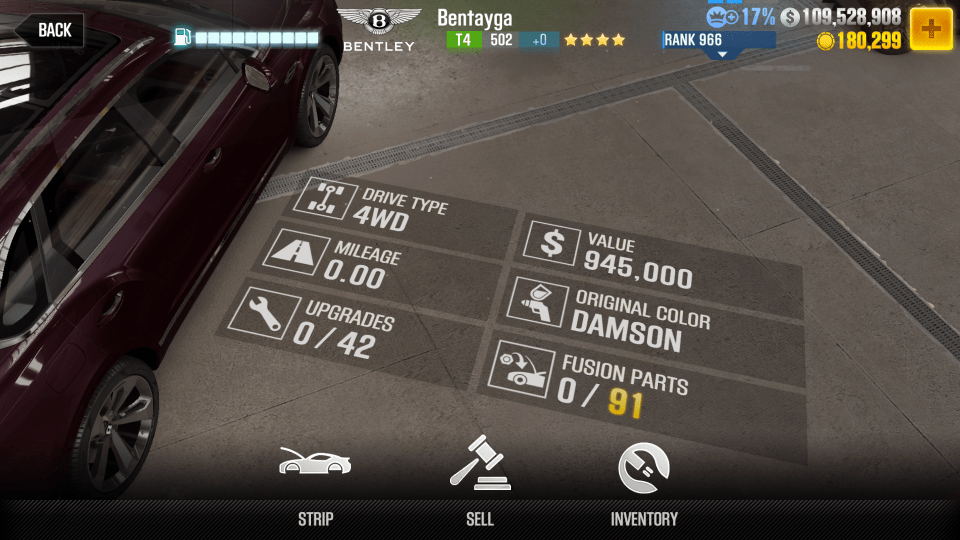 BACK
B
BENTLEY
Bentayga
T4 502 +0
17%
109,528,908
RANK 966
180,299
DRIVE TYPE
4WD
MILEAGE
0.00
UPGRADES
0 / 42
VALUE
945,000
ORIGINAL COLOR
DAMSON
FUSION PARTS
0 / 91
STRIP
SELL
INVENTORY